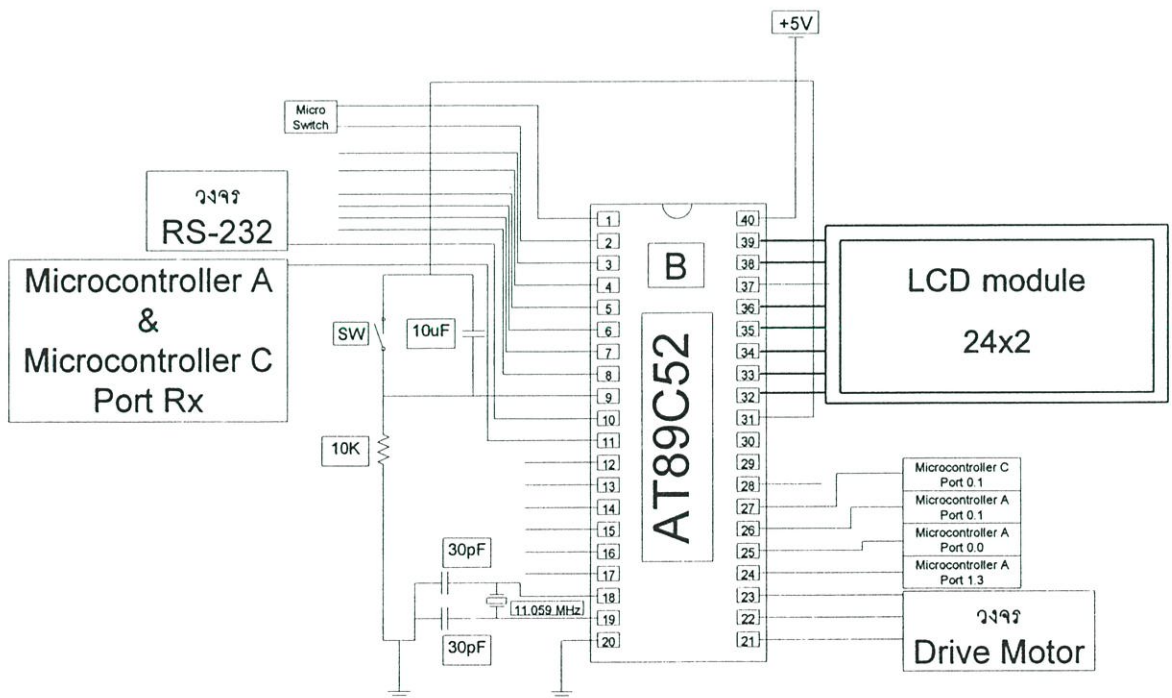 +5V
Micro
Switch
วงจร
RS-232
Microcontroller A
&
Microcontroller C
Port Rx
SW
10uF
10K
30pF
30pF
11.059 MHz
B
AT89C52
1
2
3
4
5
6
7
8
9
10
11
12
13
14
15
16
17
18
19
20
40
39
38
37
36
35
34
33
32
31
30
29
28
27
26
25
24
23
22
21
LCD module
24x2
Microcontroller C
Port 0.1
Microcontroller A
Port 0.1
Microcontroller A
Port 0.0
Microcontroller A
Port 1.3
วงจร
Drive Motor